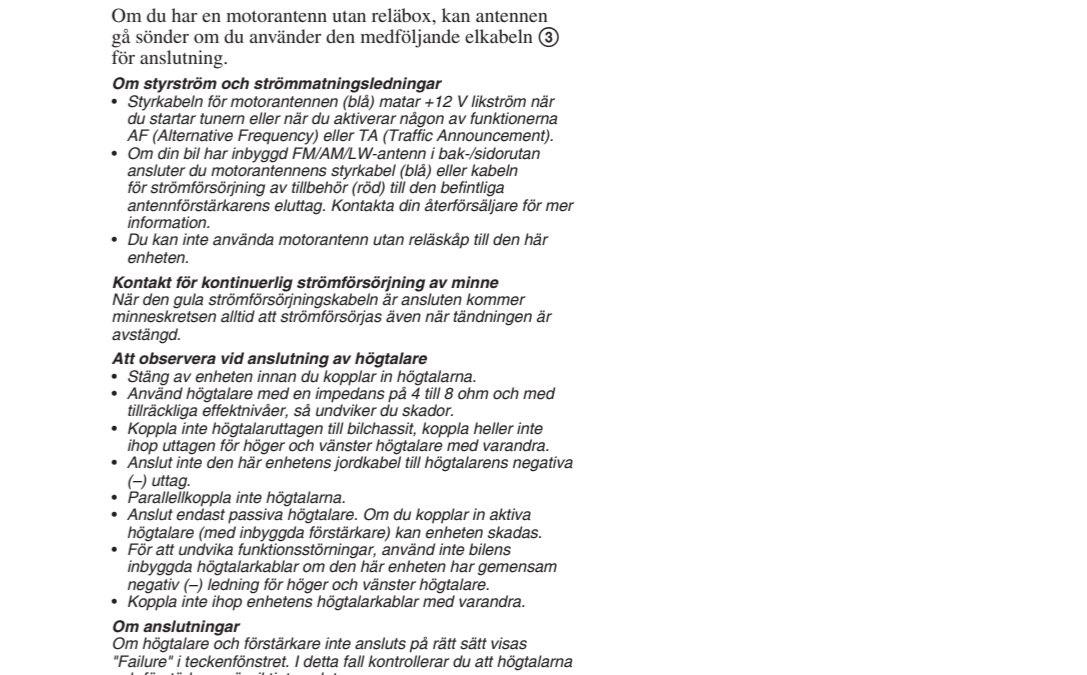 Om du har en motorantenn utan reläbox, kan antennen
gå sönder om du använder den medföljande elkabeln ③
för anslutning.
Om styrström och strömmatningsledningar
• Styrkabeln för motorantennen (blå) matar +12 V likström när
du startar tunern eller när du aktiverar någon av funktionerna
AF (Alternative Frequency) eller TA (Traffic Announcement).
• Om din bil har inbyggd FM/AM/LW-antenn i bak-/sidorutan
ansluter du motorantennens styrkabel (blå) eller kabeln
för strömförsörjning av tillbehör (röd) till den befintliga
antennförstärkarens eluttag. Kontakta din återförsäljare för mer
information.
• Du kan inte använda motorantenn utan reläskåp till den här
enheten.
Kontakt för kontinuerlig strömförsörjning av minne
När den gula strömförsörjningskabeln är ansluten kommer
minneskretsen alltid att strömförsörjas även när tändningen är
avstängd.
Att observera vid anslutning av högtalare
• Stäng av enheten innan du kopplar in högtalarna.
• Använd högtalare med en impedans på 4 till 8 ohm och med
tillräckliga effektnivåer, så undviker du skador.
• Koppla inte högtalaruttagen till bilchassit, koppla heller inte
ihop uttagen för höger och vänster högtalare med varandra.
• Anslut inte den här enhetens jordkabel till högtalarens negativa
(–) uttag.
• Parallellkoppla inte högtalarna.
• Anslut endast passiva högtalare. Om du kopplar in aktiva
högtalare (med inbyggda förstärkare) kan enheten skadas.
• För att undvika funktionsstörningar, använd inte bilens
inbyggda högtalarkablar om den här enheten har gemensam
negativ (–) ledning för höger och vänster högtalare.
• Koppla inte ihop enhetens högtalarkablar med varandra.
Om anslutningar
Om högtalare och förstärkare inte ansluts på rätt sätt visas
"Failure" i teckenfönstret. I detta fall kontrollerar du att högtalarna